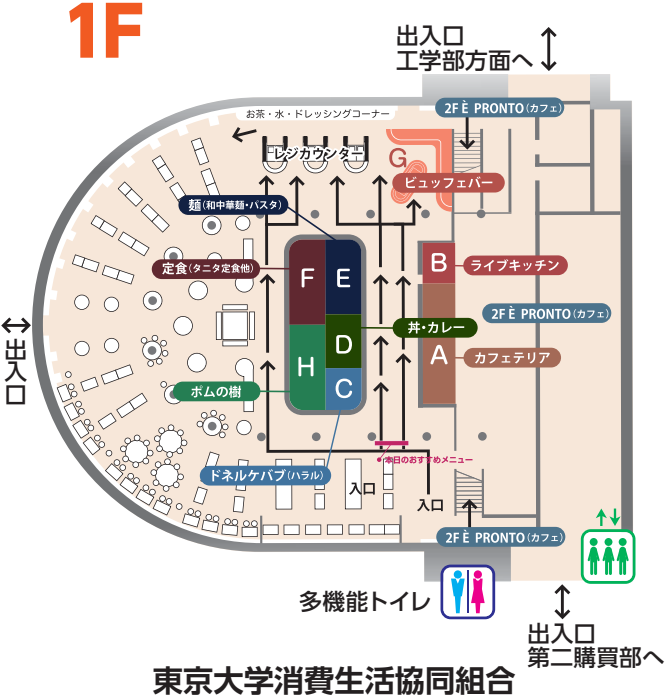 1F
出入口
工学部方面へ
2F È PRONTO(カフェ)
お茶・水・ドレッシングコーナー
レジカウンター
G
ビュッフェバー
麺(和中華麺・パスタ)
定食(タニタ定食他)
F
E
B
ライブキッチン
2F È PRONTO(カフェ)
出入口
D
丼・カレー
H
A
カフェテリア
ポムの樹
C
本日のおすすめメニュー
ドネルケバブ(ハラル)
入口
入口
2F È PRONTO(カフェ)
多機能トイレ
出入口
第二購買部へ
東京大学消費生活協同組合